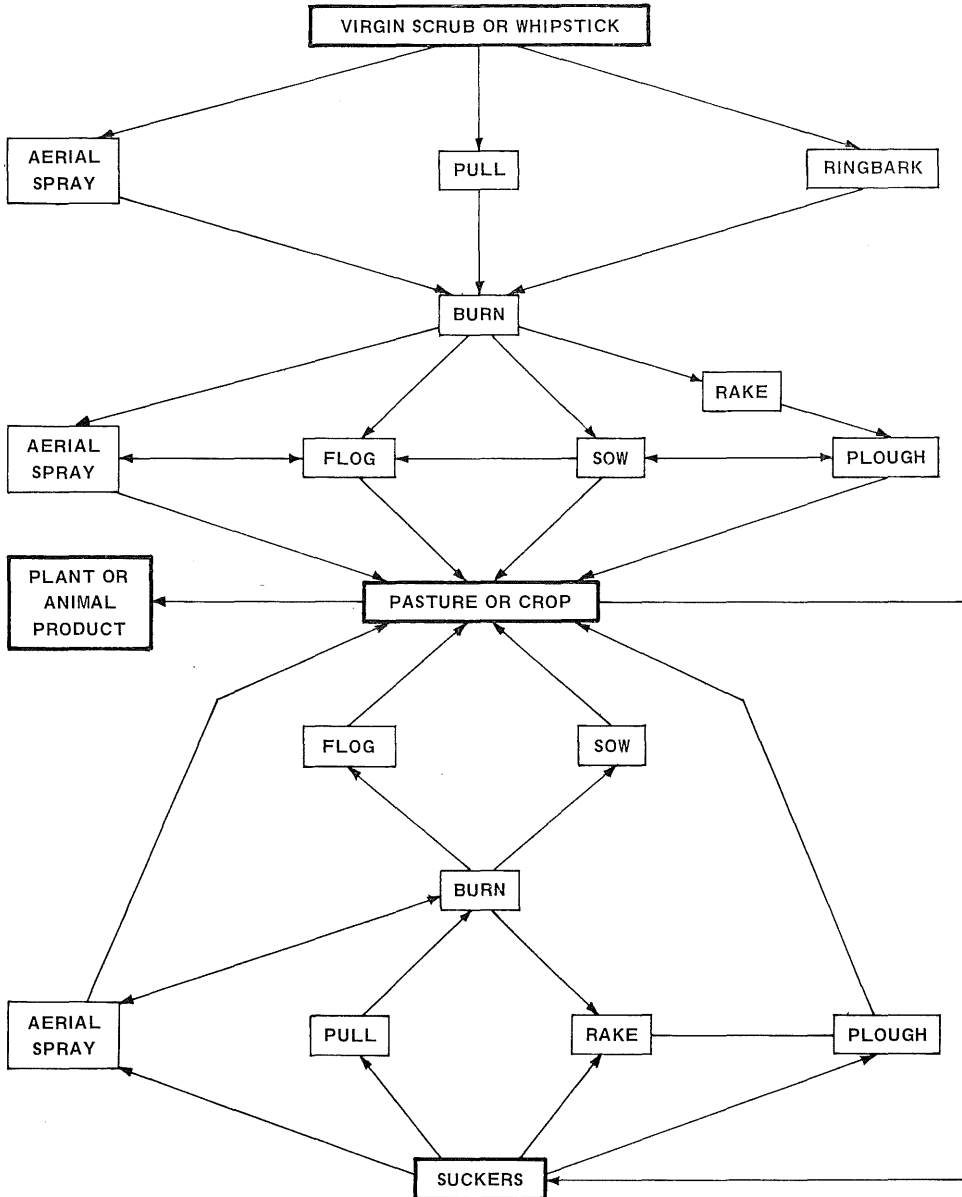 VIRGIN SCRUB OR WHIPSTICK
AERIAL
SPRAY
PULL
RINGBARK
BURN
RAKE
AERIAL
SPRAY
FLOG
SOW
PLOUGH
PLANT OR
ANIMAL
PRODUCT
PASTURE OR CROP
FLOG
SOW
BURN
AERIAL
SPRAY
PULL
RAKE
PLOUGH
SUCKERS